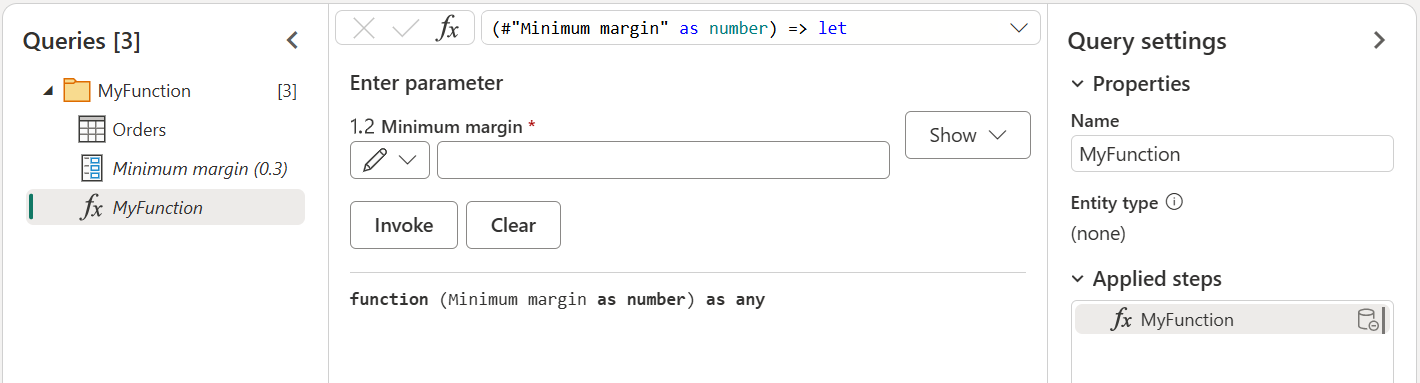 Queries [3]
MyFunction [3]
Orders
Minimum margin (0.3)
fx MyFunction
fx (#"Minimum margin" as number) => let
Enter parameter
1.2 Minimum margin *
Show
Invoke Clear
function (Minimum margin as number) as any
Query settings
Properties
Name
MyFunction
Entity type
(none)
Applied steps
fx MyFunction